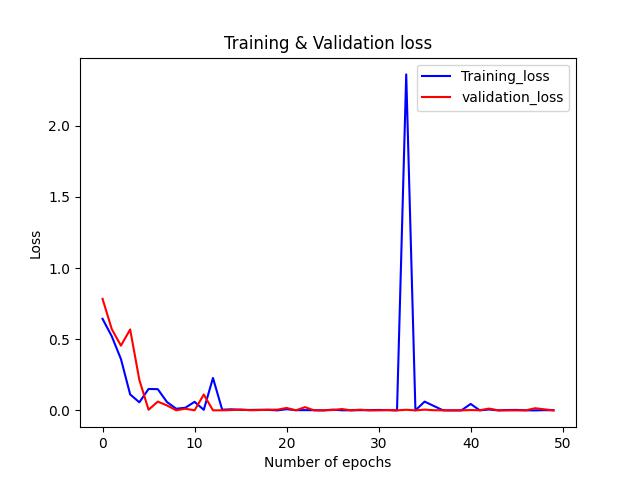 Training & Validation loss
Training_loss
validation_loss
Loss
2.0
1.5
1.0
0.5
0.0
0 10 20 30 40 50
Number of epochs